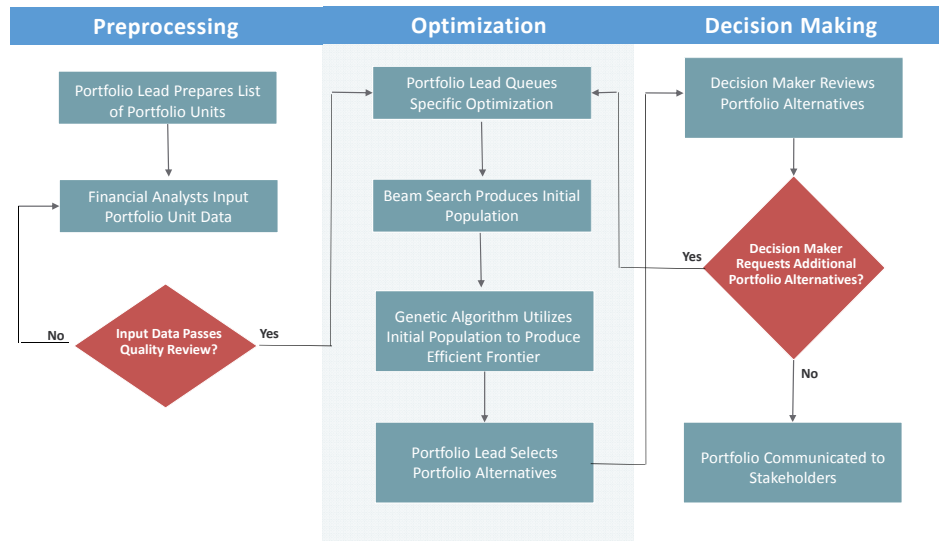 Preprocessing
Portfolio Lead Prepares List
of Portfolio Units
Financial Analysts Input
Portfolio Unit Data
No
Input Data Passes
Quality Review?
Yes
Optimization
Portfolio Lead Queues
Specific Optimization
Beam Search Produces Initial
Population
Genetic Algorithm Utilizes
Initial Population to Produce
Efficient Frontier
Portfolio Lead Selects
Portfolio Alternatives
Decision Making
Decision Maker Reviews
Portfolio Alternatives
Yes
Decision Maker
Requests Additional
Portfolio Alternatives?
No
Portfolio Communicated to
Stakeholders